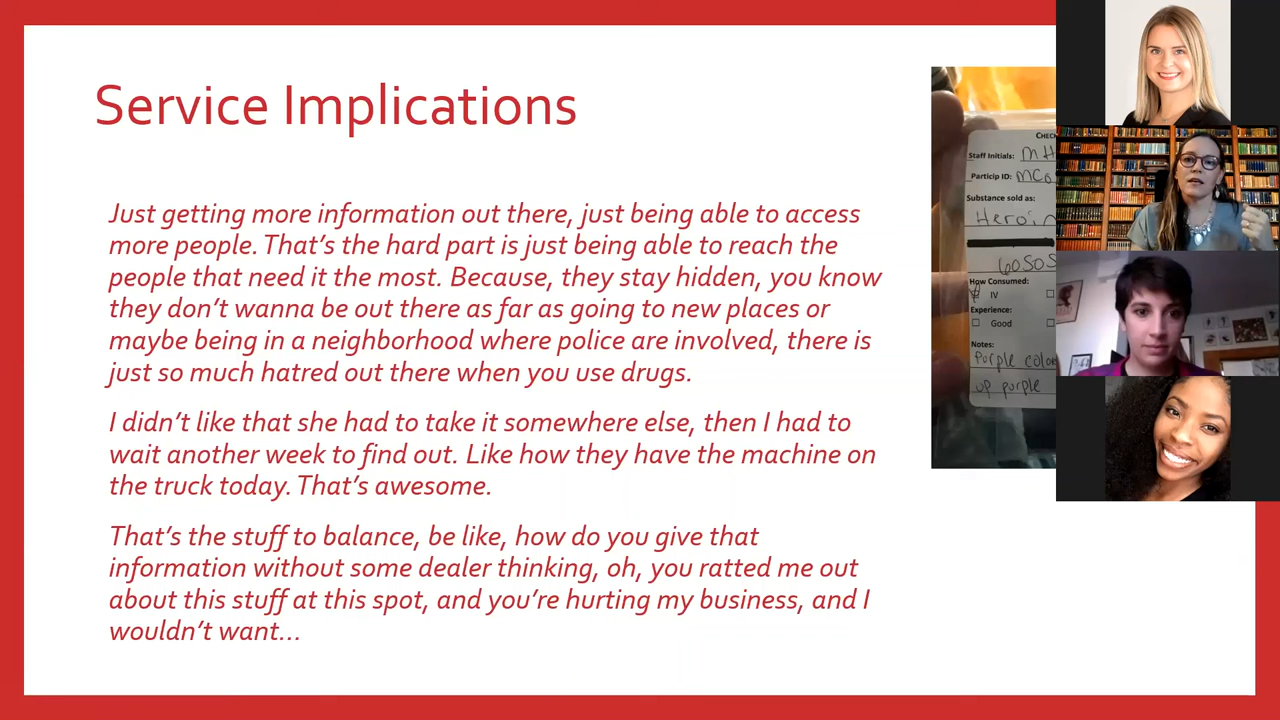 Service Implications
Just getting more information out there, just being able to access
more people. That’s the hard part is just being able to reach the
people that need it the most. Because, they stay hidden, you know
they don’t wanna be out there as far as going to new places or
maybe being in a neighborhood where police are involved, there is
just so much hatred out there when you use drugs.
I didn’t like that she had to take it somewhere else, then I had to
wait another week to find out. Like how they have the machine on
the truck today. That’s awesome.
That’s the stuff to balance, be like, how do you give that
information without some dealer thinking, oh, you ratted me out
about this stuff at this spot, and you’re hurting my business, and I
wouldn’t want…
Staff Initials: MH
Particip ID:
Substance sold as:
Heroin
How Consumed:
IV
Experience:
Good
Notes:
purple
up purple